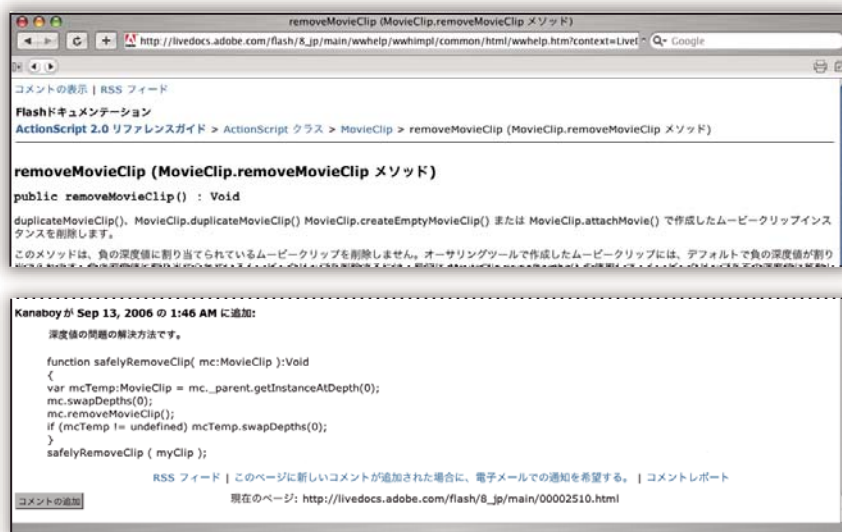 removeMovieClip (MovieClip.removeMovieClip メソッド)
http://livedocs.adobe.com/flash/8_jp/main/wwhelp/wwhimpl/common/html/wwhelp.htm?context=LiveD
Google
コメントの表示 | RSS フィード
Flashドキュメンテーション
ActionScript 2.0 リファレンスガイド > ActionScript クラス > MovieClip > removeMovieClip (MovieClip.removeMovieClip メソッド)
removeMovieClip (MovieClip.removeMovieClip メソッド)
public removeMovieClip() : Void
duplicateMovieClip()、MovieClip.duplicateMovieClip() MovieClip.createEmptyMovieClip() または MovieClip.attachMovie() で作成したムービークリップインス
タンスを削除します。
このメソッドは、負の深度値に割り当てられているムービークリップを削除しません。オーサリングツールで作成したムービークリップには、デフォルトで負の深度値が割り
Kanaboyが Sep 13, 2006 の 1:46 AM に追加:
深度値の問題の解決方法です。
function safelyRemoveClip( mc:MovieClip ):Void
{
var mcTemp:MovieClip = mc._parent.getInstanceAtDepth(0);
mc.swapDepths(0);
mc.removeMovieClip();
if (mcTemp != undefined) mcTemp.swapDepths(0);
}
safelyRemoveClip ( myClip );
RSS フィード | このページに新しいコメントが追加された場合に、電子メールでの通知を希望する。 | コメントレポート
コメントの追加
現在のページ: http://livedocs.adobe.com/flash/8_jp/main/00002510.html